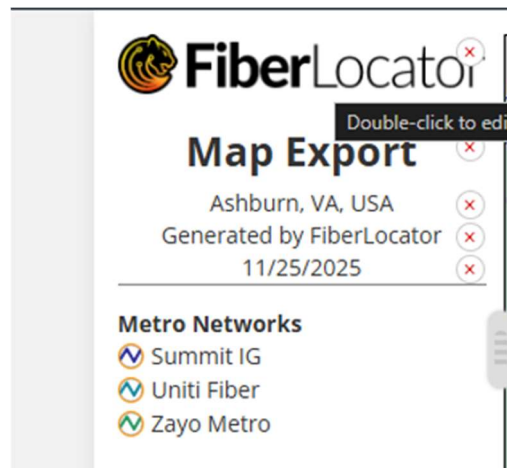 FiberLocator
Double-click to edi
Map Export
Ashburn, VA, USA
Generated by FiberLocator
11/25/2025
Metro Networks
Summit IG
Uniti Fiber
Zayo Metro